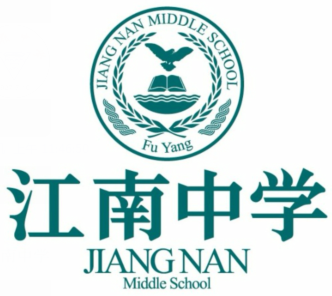 JIANG NAN MIDDLE SCHOOL
Fu Yang
江南中学
JIANG NAN
Middle School